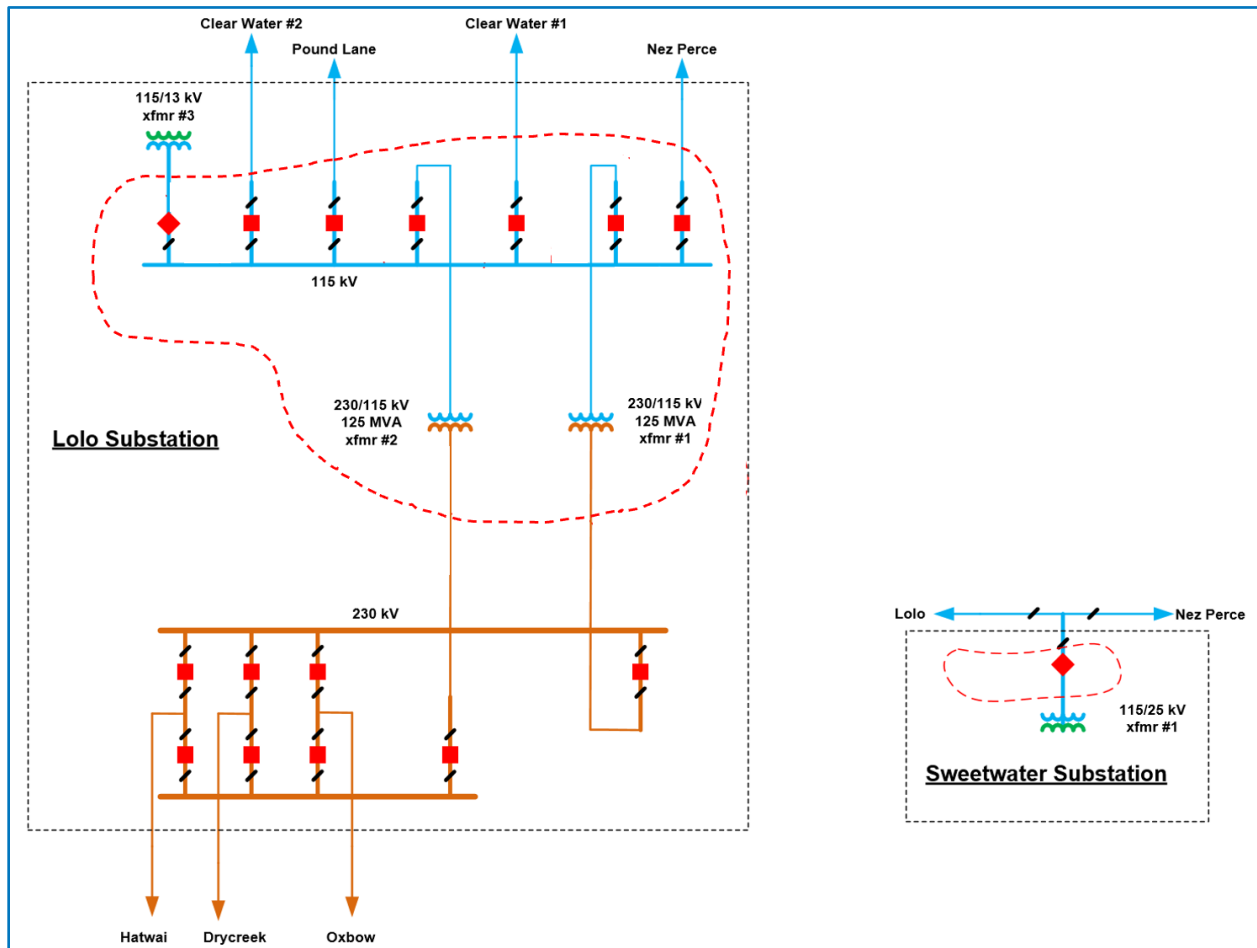 Clear Water #2
Clear Water #1
Pound Lane
Nez Perce
115/13 kV
xfmr #3
115 kV
230/115 kV
125 MVA
xfmr #2
230/115 kV
125 MVA
xfmr #1
Lolo Substation
230 kV
Hatwai
Drycreek
Oxbow
Lolo
Nez Perce
115/25 kV
xfmr #1
Sweetwater Substation